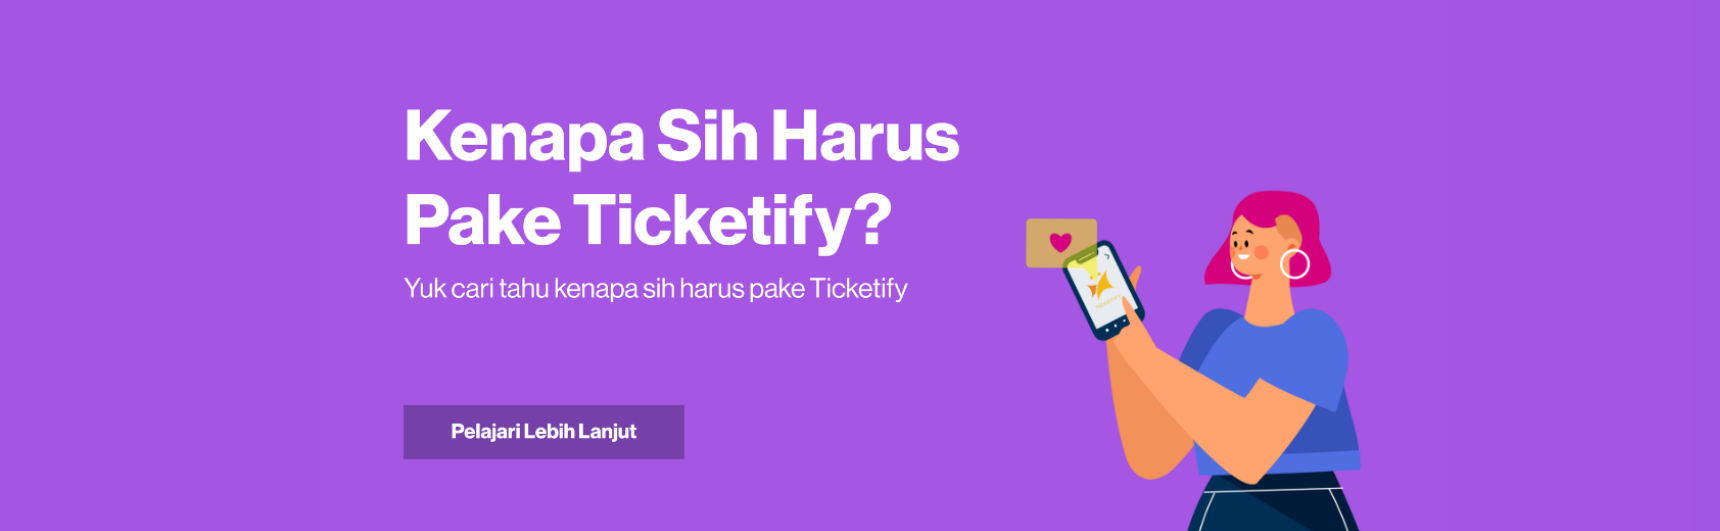 Kenapa Sih Harus
Pake Ticketify?
Yuk cari tahu kenapa sih harus pake Ticketify
Pelajari Lebih Lanjut